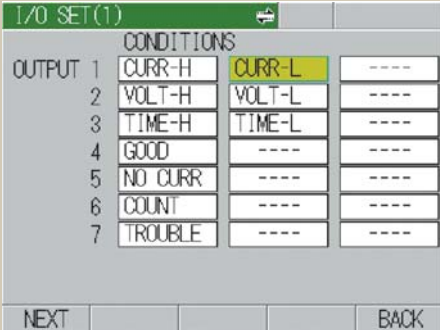 I/O SET(1)
CONDITIONS
OUTPUT 1 CURR-H CURR-L ----
2 VOLT-H VOLT-L ----
3 TIME-H TIME-L ----
4 GOOD ---- ----
5 NO CURR ---- ----
6 COUNT ---- ----
7 TROUBLE ---- ----
NEXT BACK